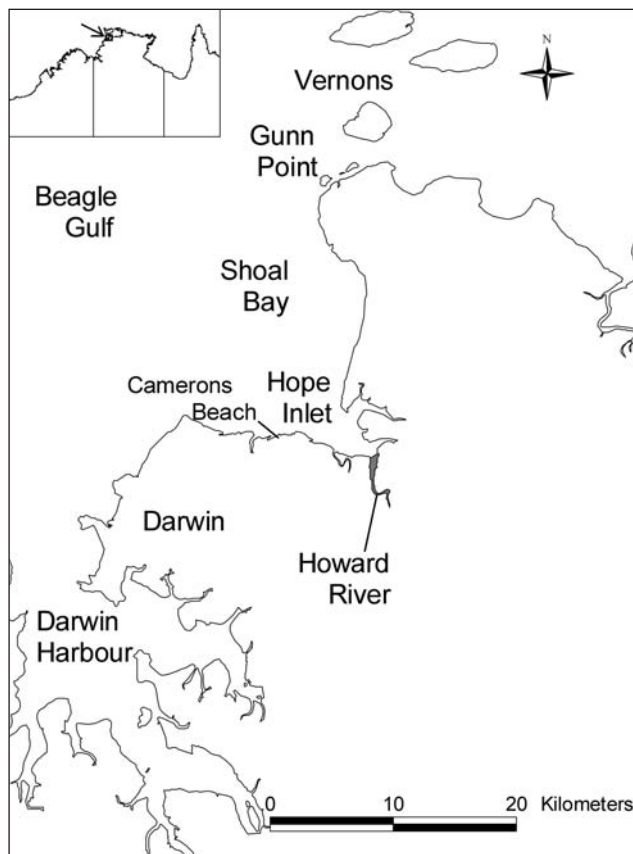 N
Vernons
Gunn
Point
Beagle
Gulf
Shoal
Bay
Hope
Inlet
Camerons
Beach
Darwin
Howard
River
Darwin
Harbour
0 10 20 Kilometers